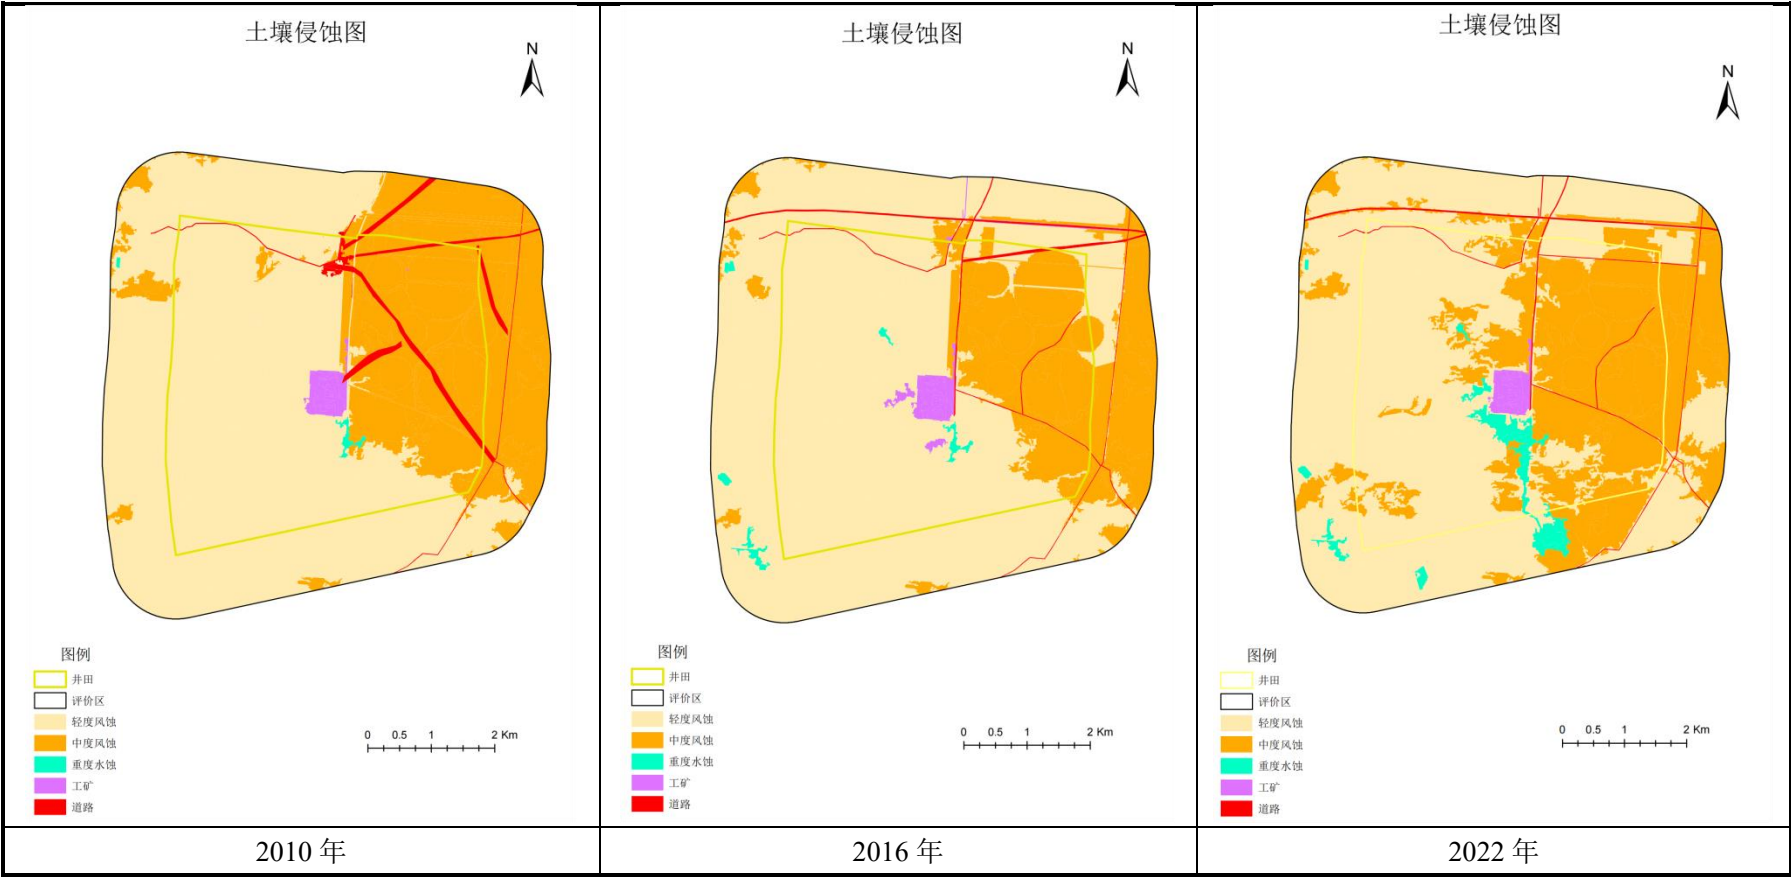 土壤侵蚀图
N
图例
井田
评价区
轻度风蚀
中度风蚀
重度水蚀
工矿
道路
0 0.5 1 2 Km
土壤侵蚀图
N
图例
井田
评价区
轻度风蚀
中度风蚀
重度水蚀
工矿
道路
0 0.5 1 2 Km
土壤侵蚀图
N
图例
井田
评价区
轻度风蚀
中度风蚀
重度水蚀
工矿
道路
0 0.5 1 2 Km
2010 年
2016 年
2022 年